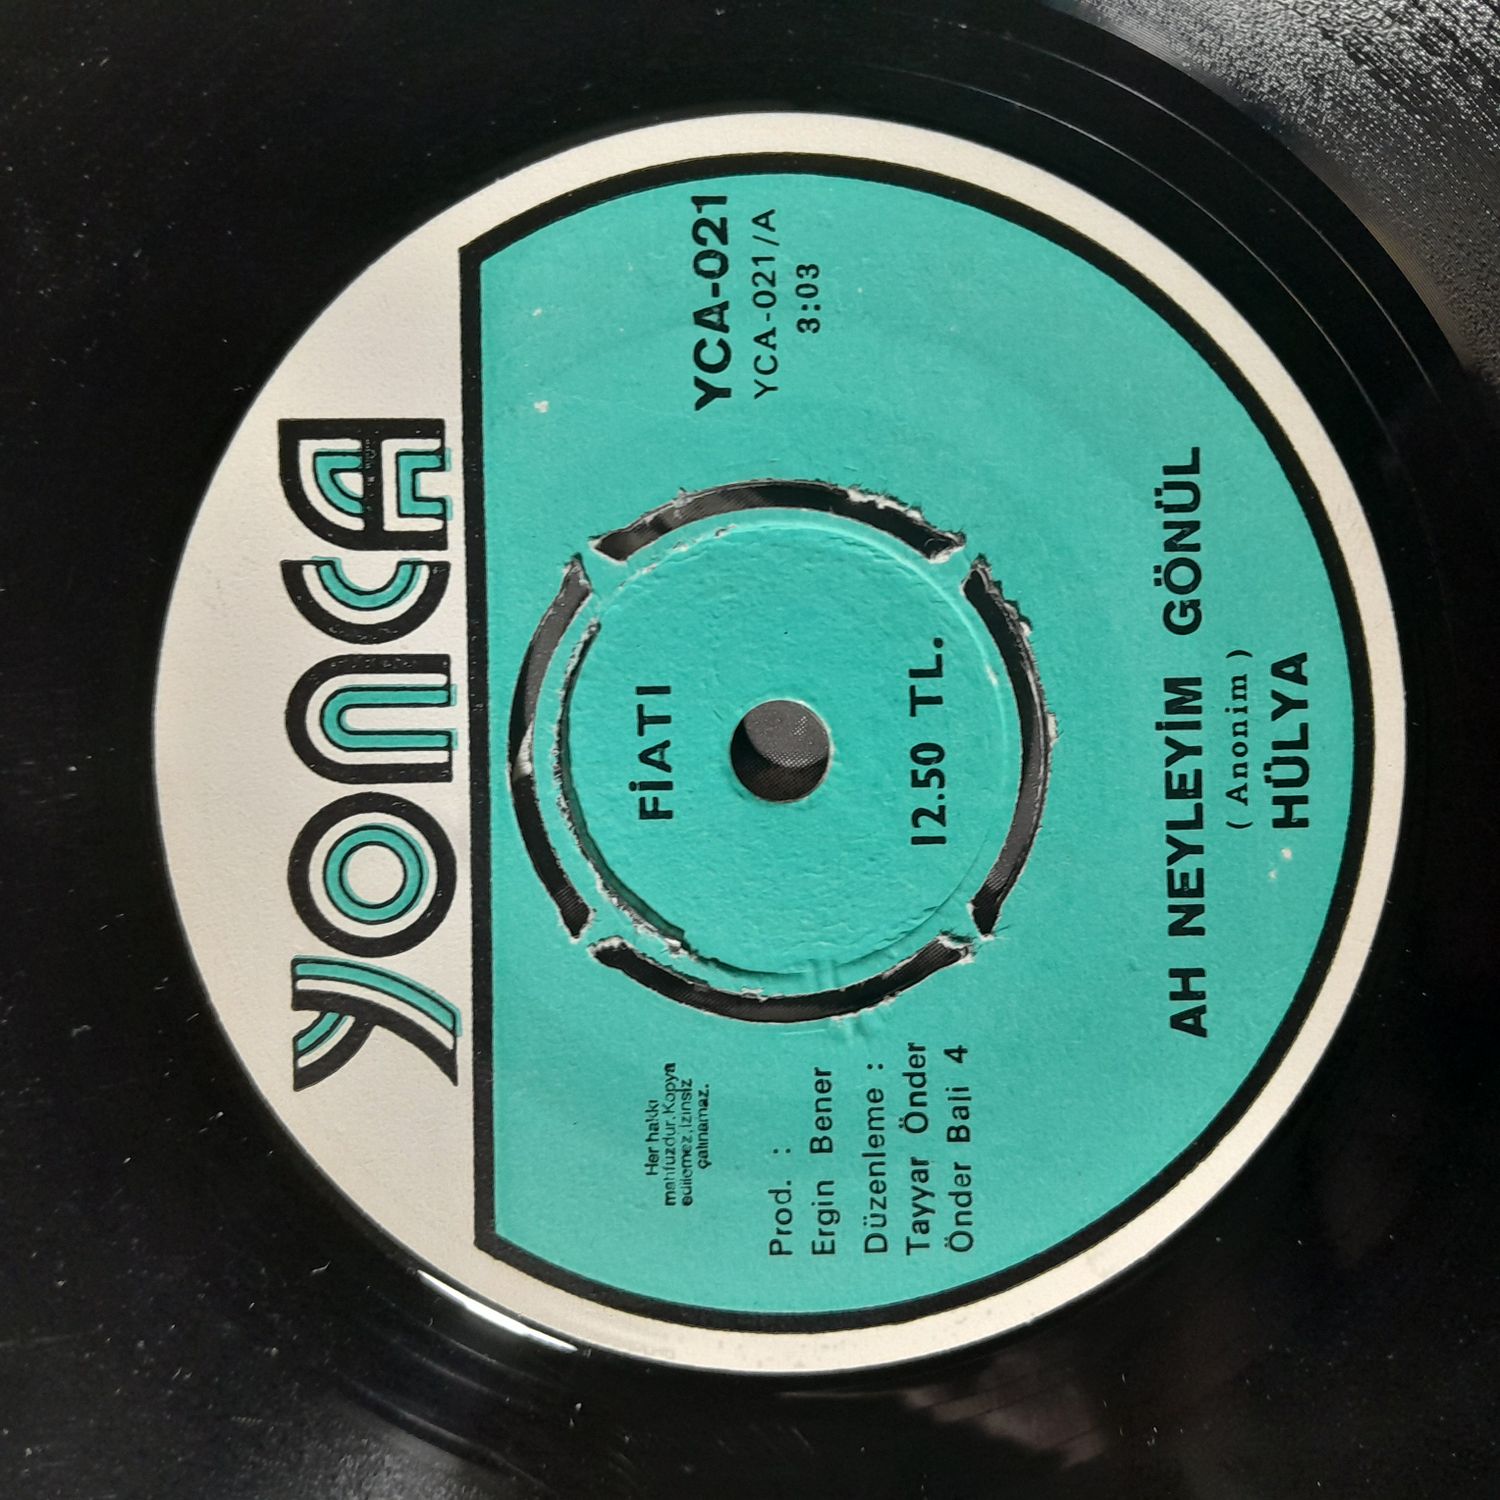 YONCA
YCA-021
YCA-021/A
3:03
FİATI
12.50 TL.
Her hakkı
mahfuzdur. Kopya
edilemez, izinsiz
çalınamaz.
Prod. :
Ergin Bener
Düzenleme :
Tayyar Önder
Önder Bali 4
AH NEYLEYİM GÖNÜL
( Anonim )
HÜLYA